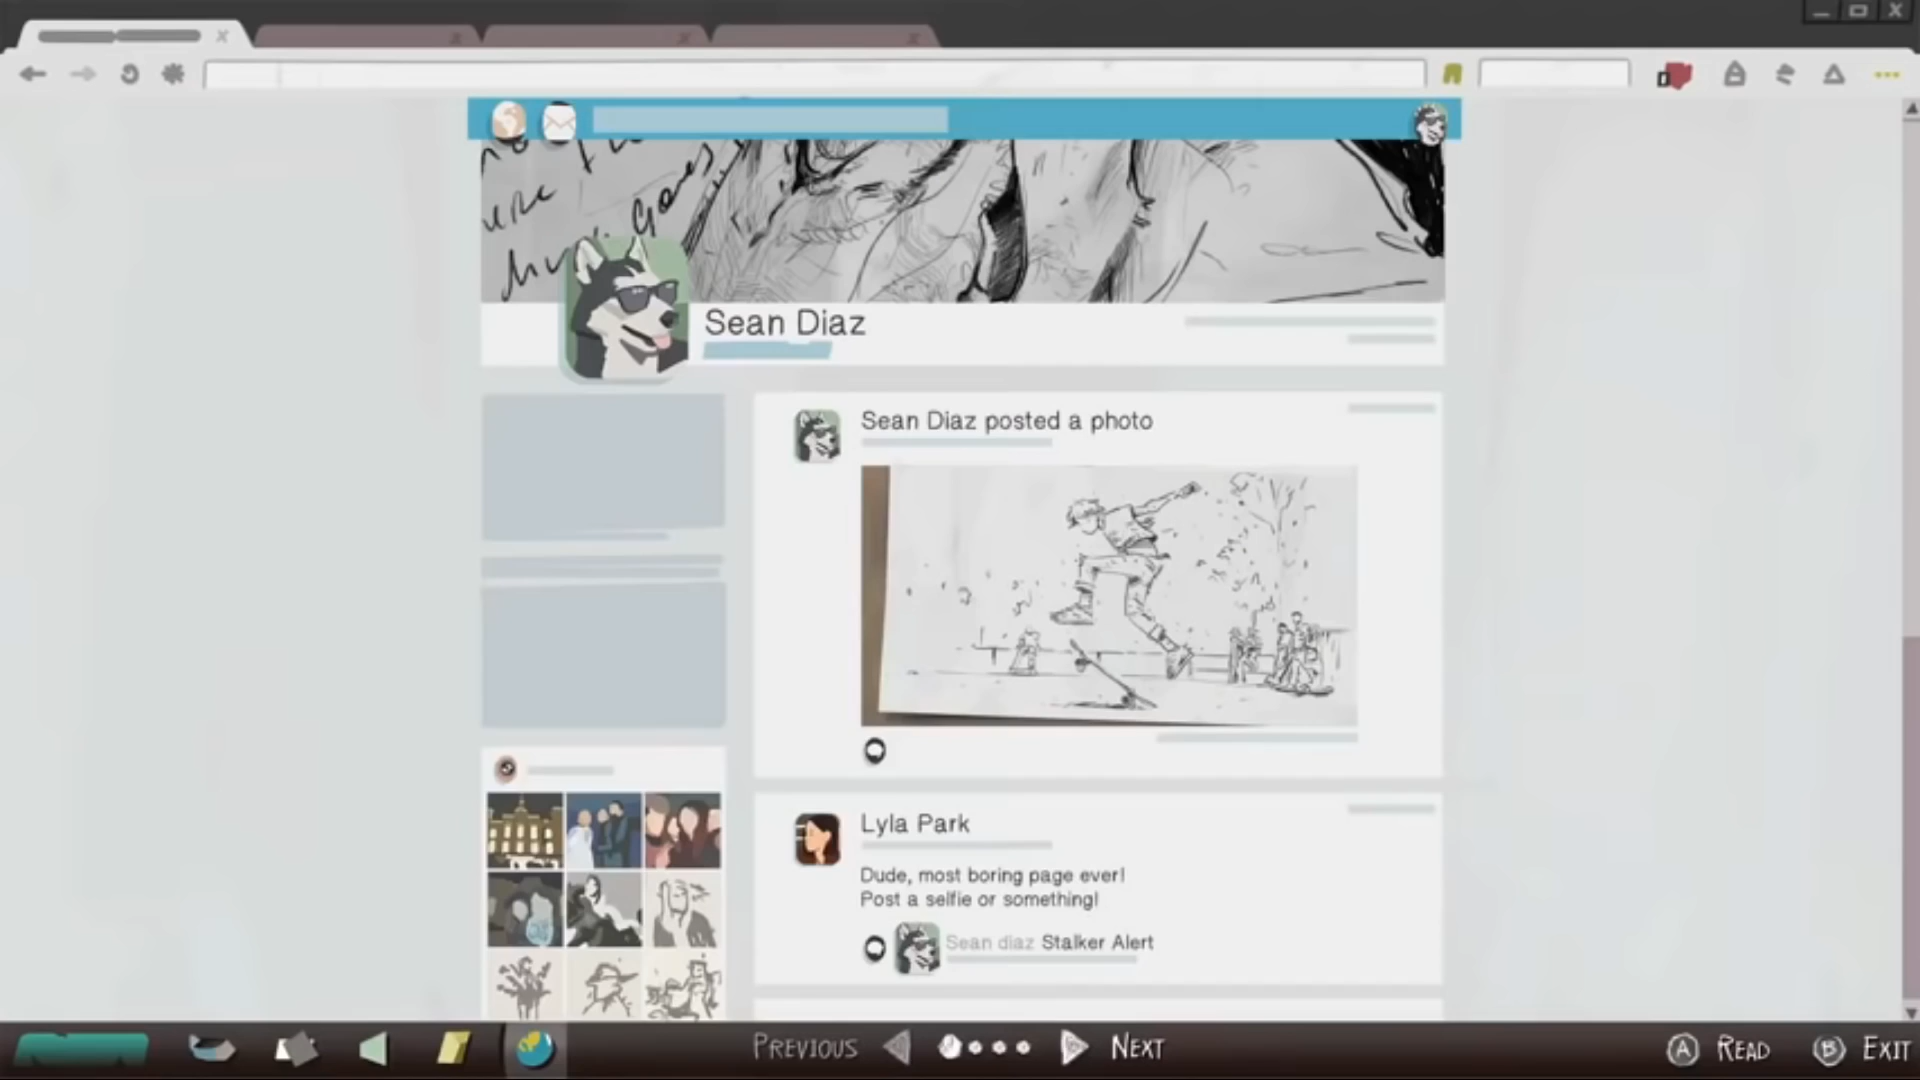 Games
Sean Diaz
Sean Diaz posted a photo
Lyla Park
Dude, most boring page ever!
Post a selfie or something!
Sean diaz Stalker Alert
PREVIOUS
NEXT
A READ
B EXIT